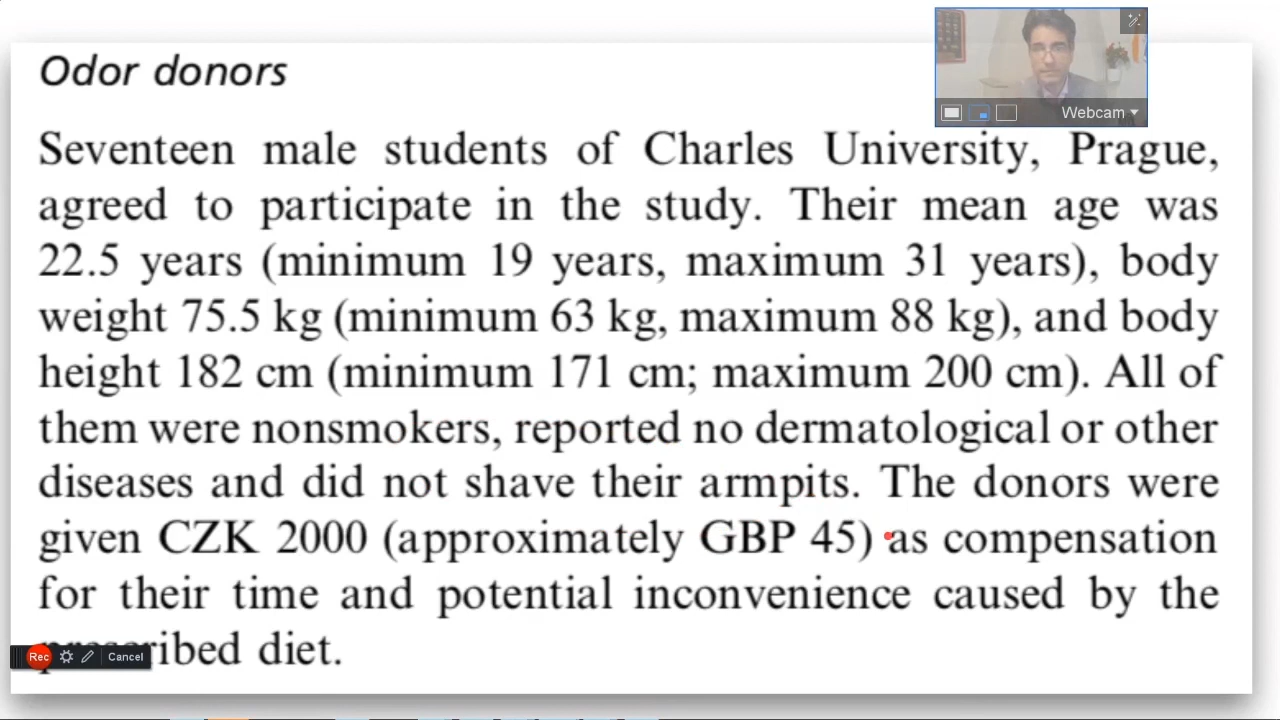 Odor donors
Webcam
Seventeen male students of Charles University, Prague,
agreed to participate in the study. Their mean age was
22.5 years (minimum 19 years, maximum 31 years), body
weight 75.5 kg (minimum 63 kg, maximum 88 kg), and body
height 182 cm (minimum 171 cm; maximum 200 cm). All of
them were nonsmokers, reported no dermatological or other
diseases and did not shave their armpits. The donors were
given CZK 2000 (approximately GBP 45) as compensation
for their time and potential inconvenience caused by the
prescribed diet.
Rec Cancel